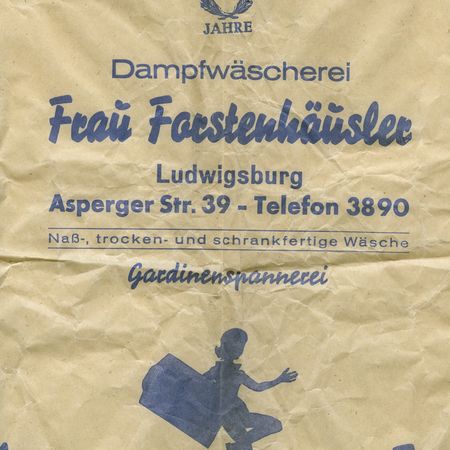 JAHRE
Dampfwäscherei
Frau Forstenhäusler
Ludwigsburg
Asperger Str. 39 - Telefon 3890
Naß-, trocken- und schrankfertige Wäsche
Gardinenspannerei